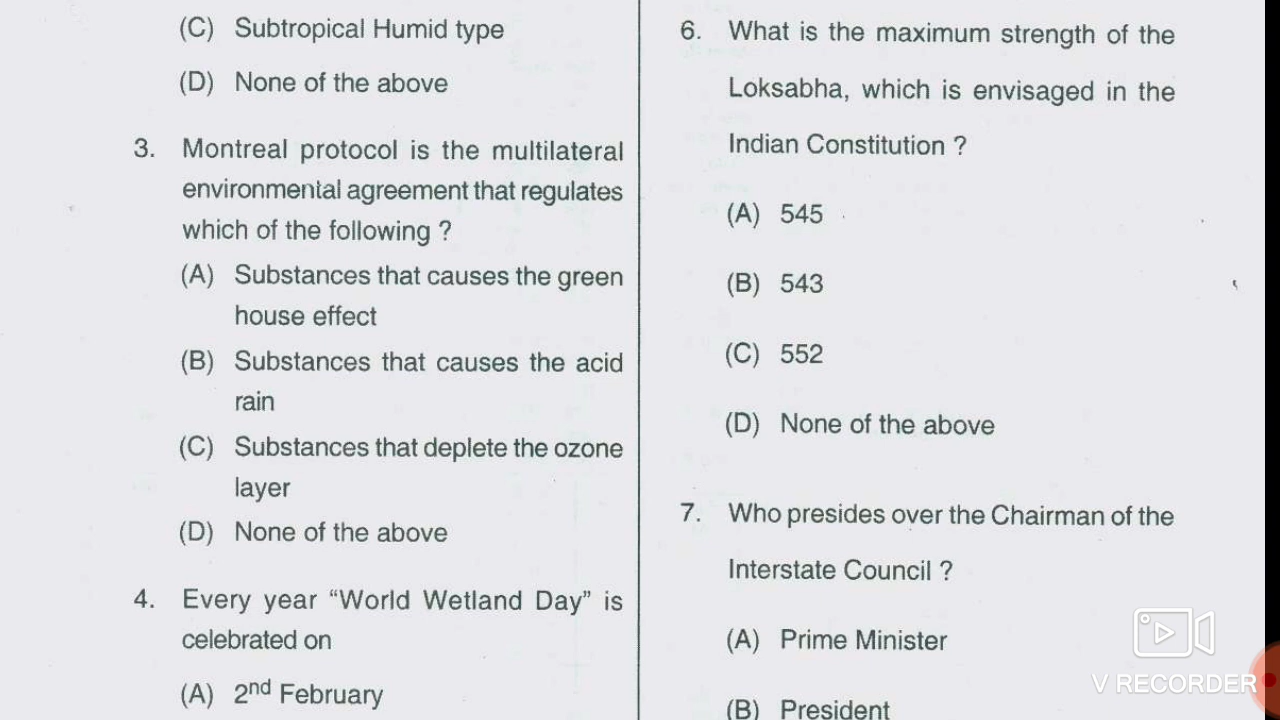 (C) Subtropical Humid type
(D) None of the above
3. Montreal protocol is the multilateral
environmental agreement that regulates
which of the following ?
(A) Substances that causes the green
house effect
(B) Substances that causes the acid
rain
(C) Substances that deplete the ozone
layer
(D) None of the above
4. Every year “World Wetland Day” is
celebrated on
(A) 2nd February
6. What is the maximum strength of the
Loksabha, which is envisaged in the
Indian Constitution ?
(A) 545
(B) 543
(C) 552
(D) None of the above
7. Who presides over the Chairman of the
Interstate Council ?
(A) Prime Minister
(B) President
V RECORDER